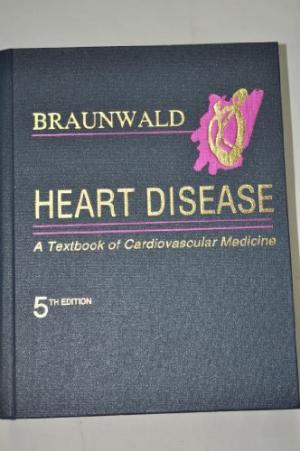 BRAUNWALD
HEART DISEASE
A Textbook of Cardiovascular Medicine
5TH EDITION